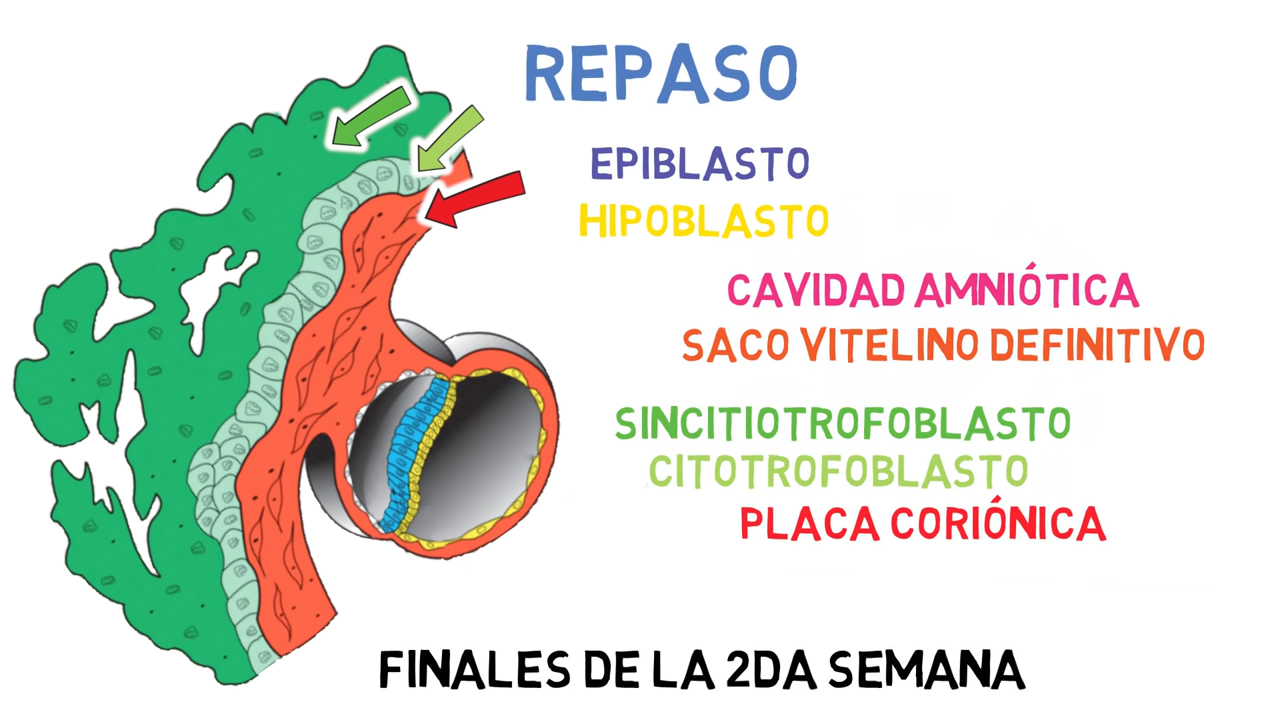 REPASO
EPIBLASTO
HIPOBLASTO
CAVIDAD AMNIÓTICA
SACO VITELINO DEFINITIVO
SINCITIOTROFOBLASTO
CITOTROFOBLASTO
PLACA CORIÓNICA
FINALES DE LA 2DA SEMANA